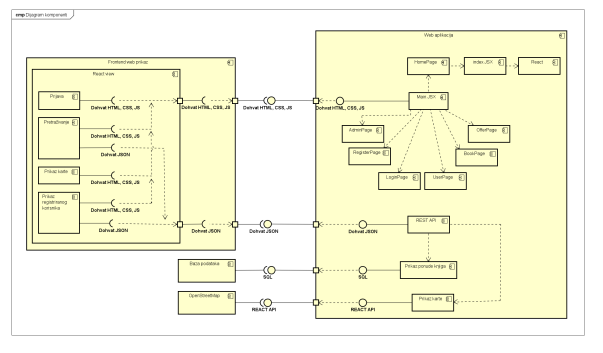 cmp Dijagram komponenti
Frontend web prikaz
React view
Prijava
Dohvat HTML, CSS, JS
Pretraživanje
Dohvat HTML, CSS, JS
Dohvat JSON
Prikaz karte
Dohvat HTML, CSS, JS
Prikaz registriranog korisnika
Dohvat HTML, CSS, JS
Dohvat JSON
Dohvat HTML, CSS, JS
Dohvat HTML, CSS, JS
Dohvat HTML, CSS, JS
Dohvat JSON
Dohvat JSON
Dohvat JSON
Baza podataka
SQL
SQL
OpenStreetMap
REACT API
REACT API
Web aplikacija
HomePage
index JSX
React
Main JSX
AdminPage
OfferPage
RegisterPage
BookPage
LoginPage
UserPage
REST API
Prikaz ponude knjiga
Prikaz karte